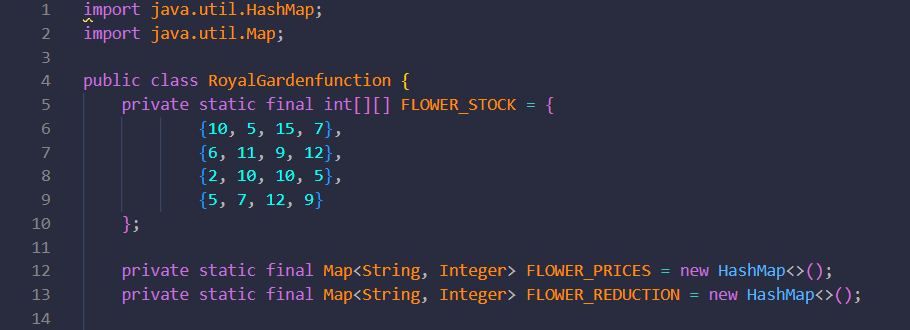 1 import java.util.HashMap;
2 import java.util.Map;
3
4 public class RoyalGardenfunction {
5     private static final int[][] FLOWER_STOCK = {
6             {10, 5, 15, 7},
7             {6, 11, 9, 12},
8             {2, 10, 10, 5},
9             {5, 7, 12, 9}
10     };
11
12     private static final Map<String, Integer> FLOWER_PRICES = new HashMap<>();
13     private static final Map<String, Integer> FLOWER_REDUCTION = new HashMap<>();
14